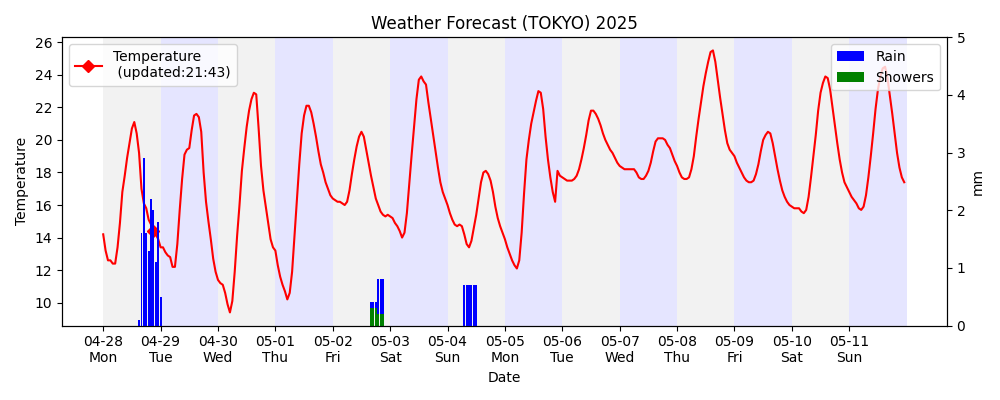 Weather Forecast (TOKYO) 2025
Temperature
(updated:21:43)
Rain
Showers
26
24
22
20
18
16
14
12
10
Temperature
5
4
3
2
1
0
mm
04-28 04-29 04-30 05-01 05-02 05-03 05-04 05-05 05-06 05-07 05-08 05-09 05-10 05-11
Mon Tue Wed Thu Fri Sat Sun Mon Tue Wed Thu Fri Sat Sun
Date